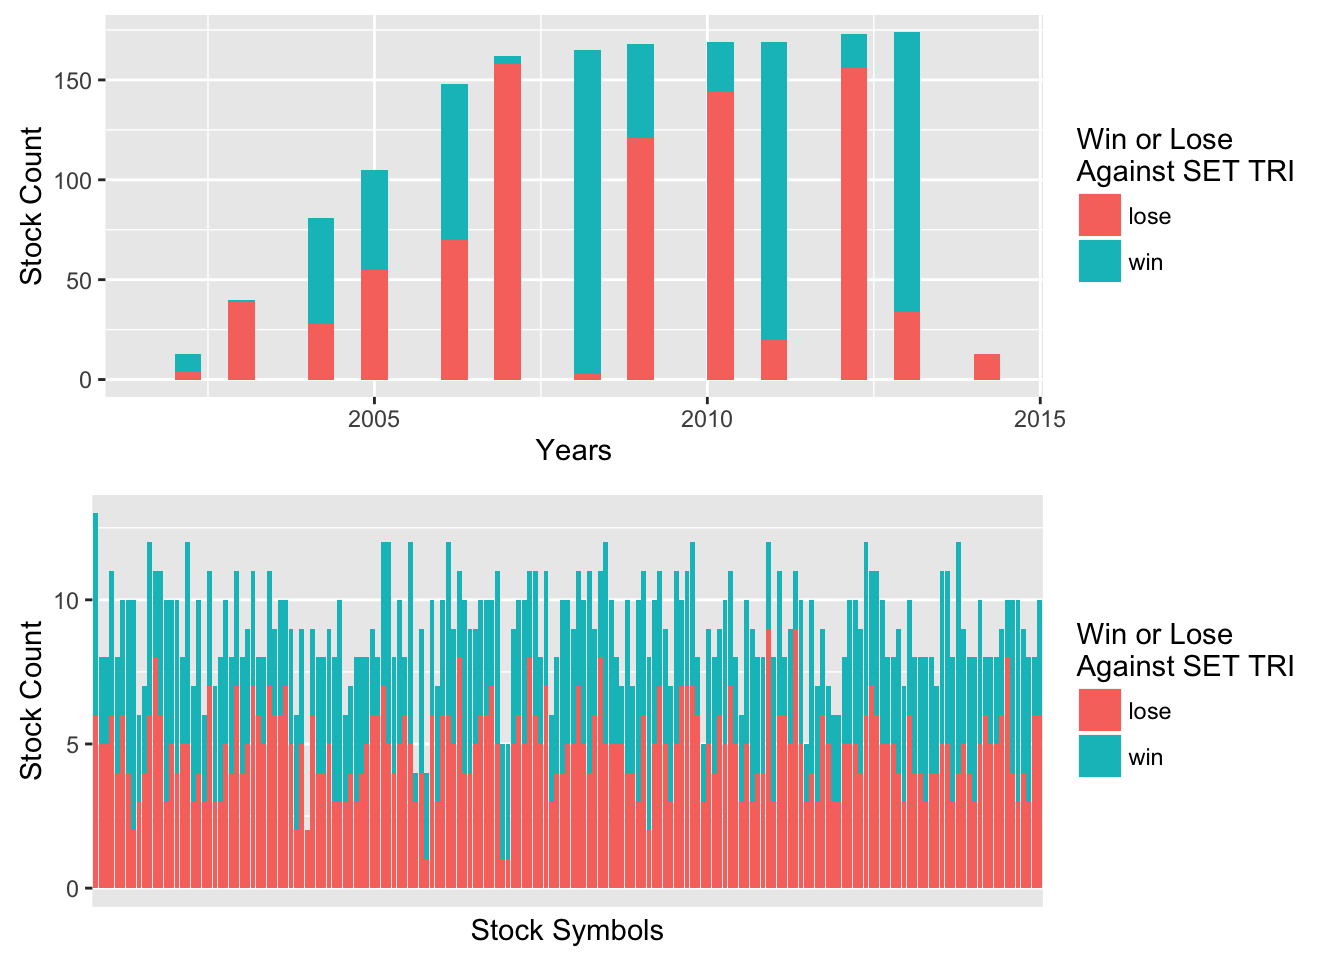 150
100
50
0
Stock Count
2005
2010
2015
Years
Win or Lose
Against SET TRI
lose
win
10
5
0
Stock Count
Stock Symbols
Win or Lose
Against SET TRI
lose
win